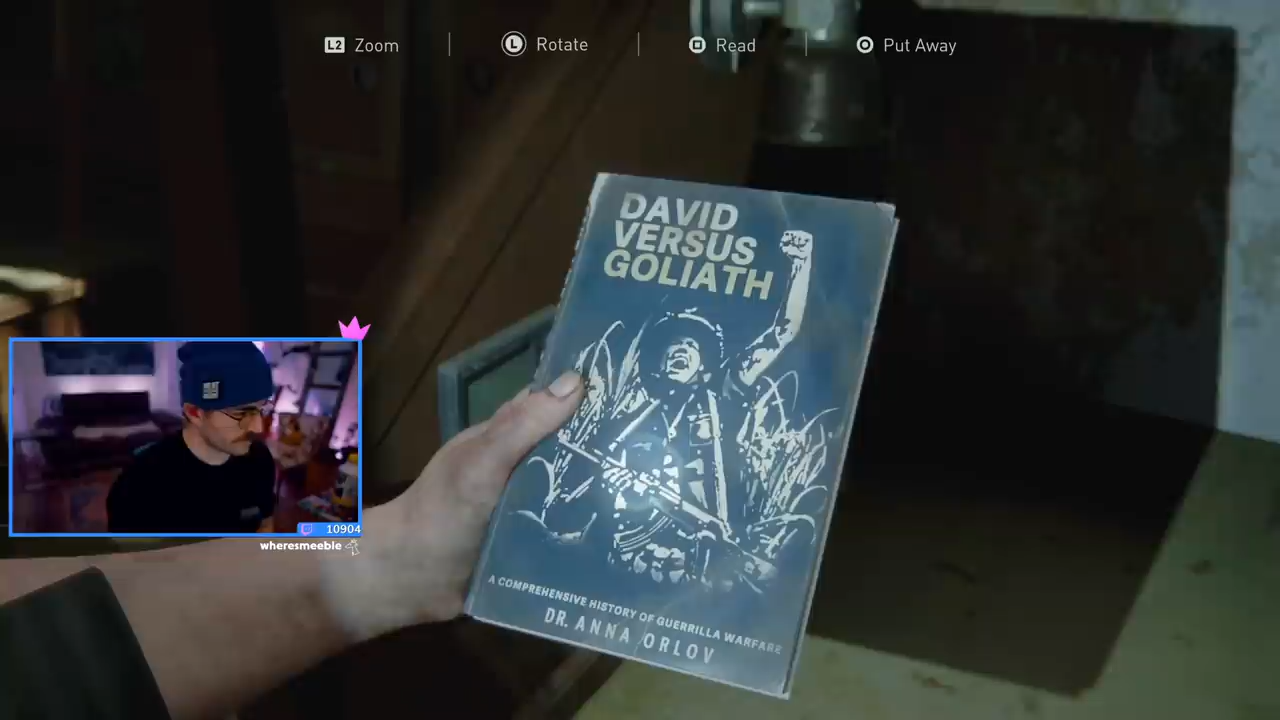 L2 Zoom
L Rotate
Read
Put Away
DAVID
VERSUS
GOLIATH
A COMPREHENSIVE HISTORY OF GUERRILLA WARFARE
DR. ANNA ORLOV
10904
wheresmeeble